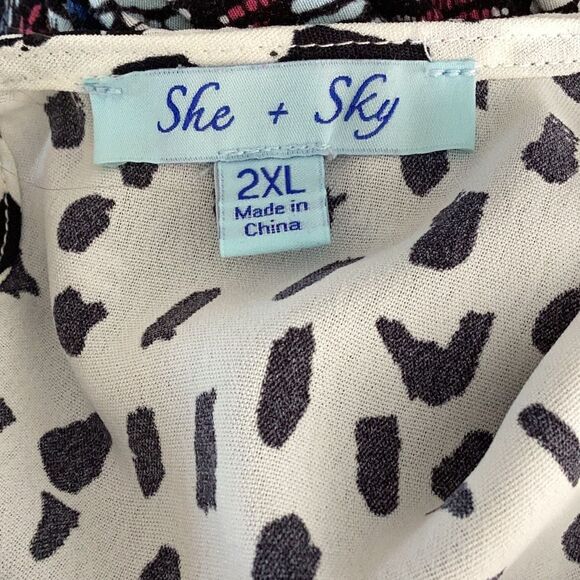 She + Sky
2XL
Made in
China